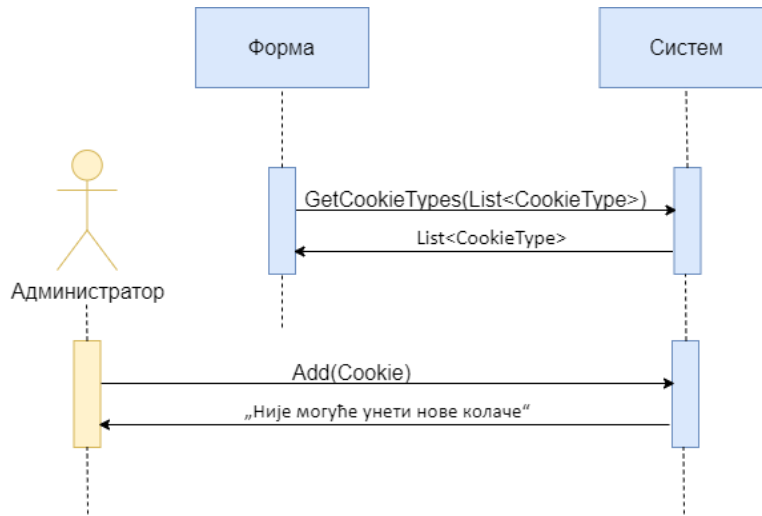 Форма
Систем
GetCookieTypes(List<CookieType>)
List<CookieType>
Администратор
Add(Cookie)
„Није могуће унети нове колаче“